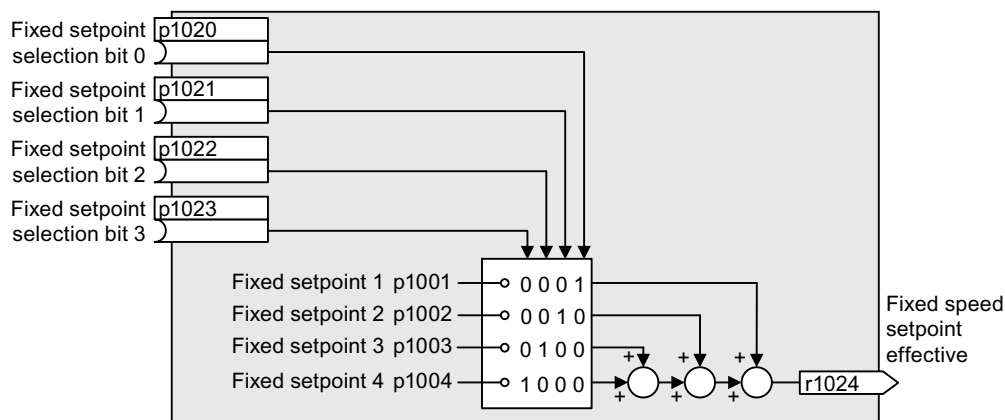 Fixed setpoint
selection bit 0
p1020
Fixed setpoint
selection bit 1
p1021
Fixed setpoint
selection bit 2
p1022
Fixed setpoint
selection bit 3
p1023
Fixed setpoint 1 p1001
0 0 0 1
Fixed setpoint 2 p1002
0 0 1 0
Fixed setpoint 3 p1003
0 1 0 0
+ + +
Fixed setpoint 4 p1004
1 0 0 0
+ + +
r1024
Fixed speed
setpoint
effective